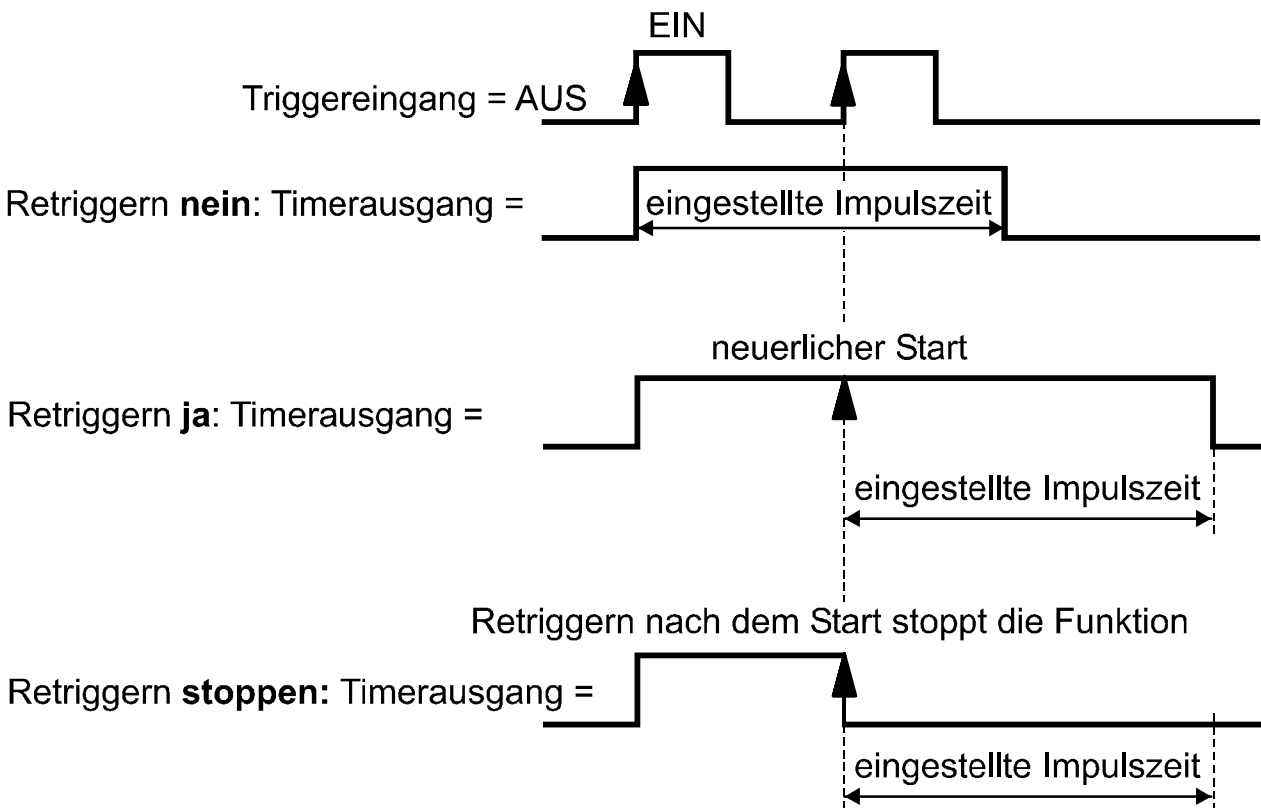 EIN
Triggereingang = AUS
Retriggern nein: Timerausgang =
eingestellte Impulszeit
neuerlicher Start
Retriggern ja: Timerausgang =
eingestellte Impulszeit
Retriggern nach dem Start stoppt die Funktion
Retriggern stoppen: Timerausgang =
eingestellte Impulszeit